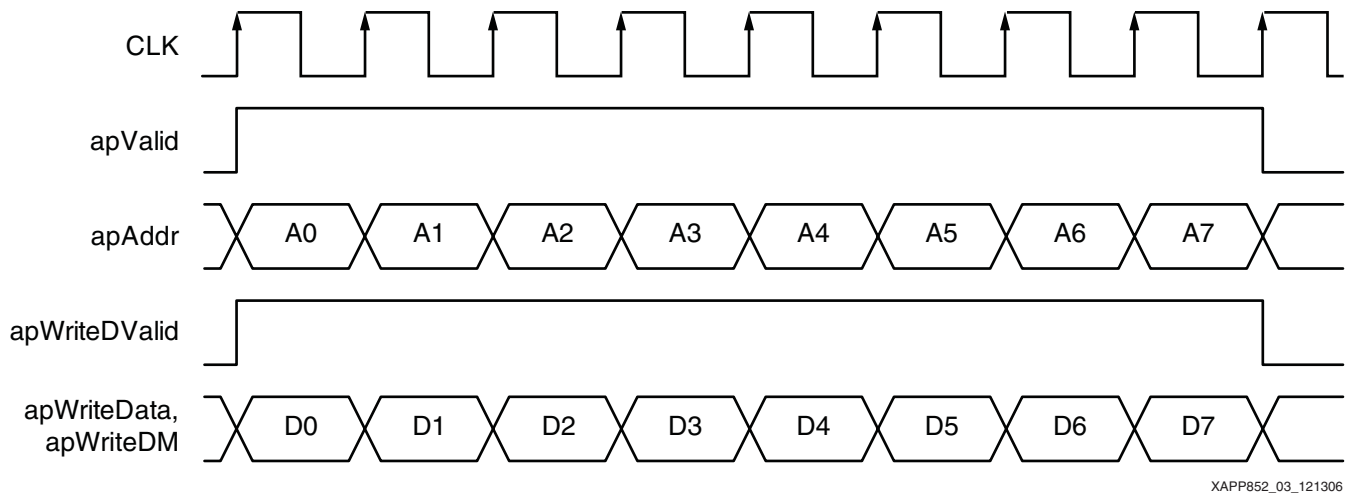 CLK
apValid
apAddr
A0 A1 A2 A3 A4 A5 A6 A7
apWriteDValid
apWriteData,
apWriteDM
D0 D1 D2 D3 D4 D5 D6 D7
XAPP852_03_121306